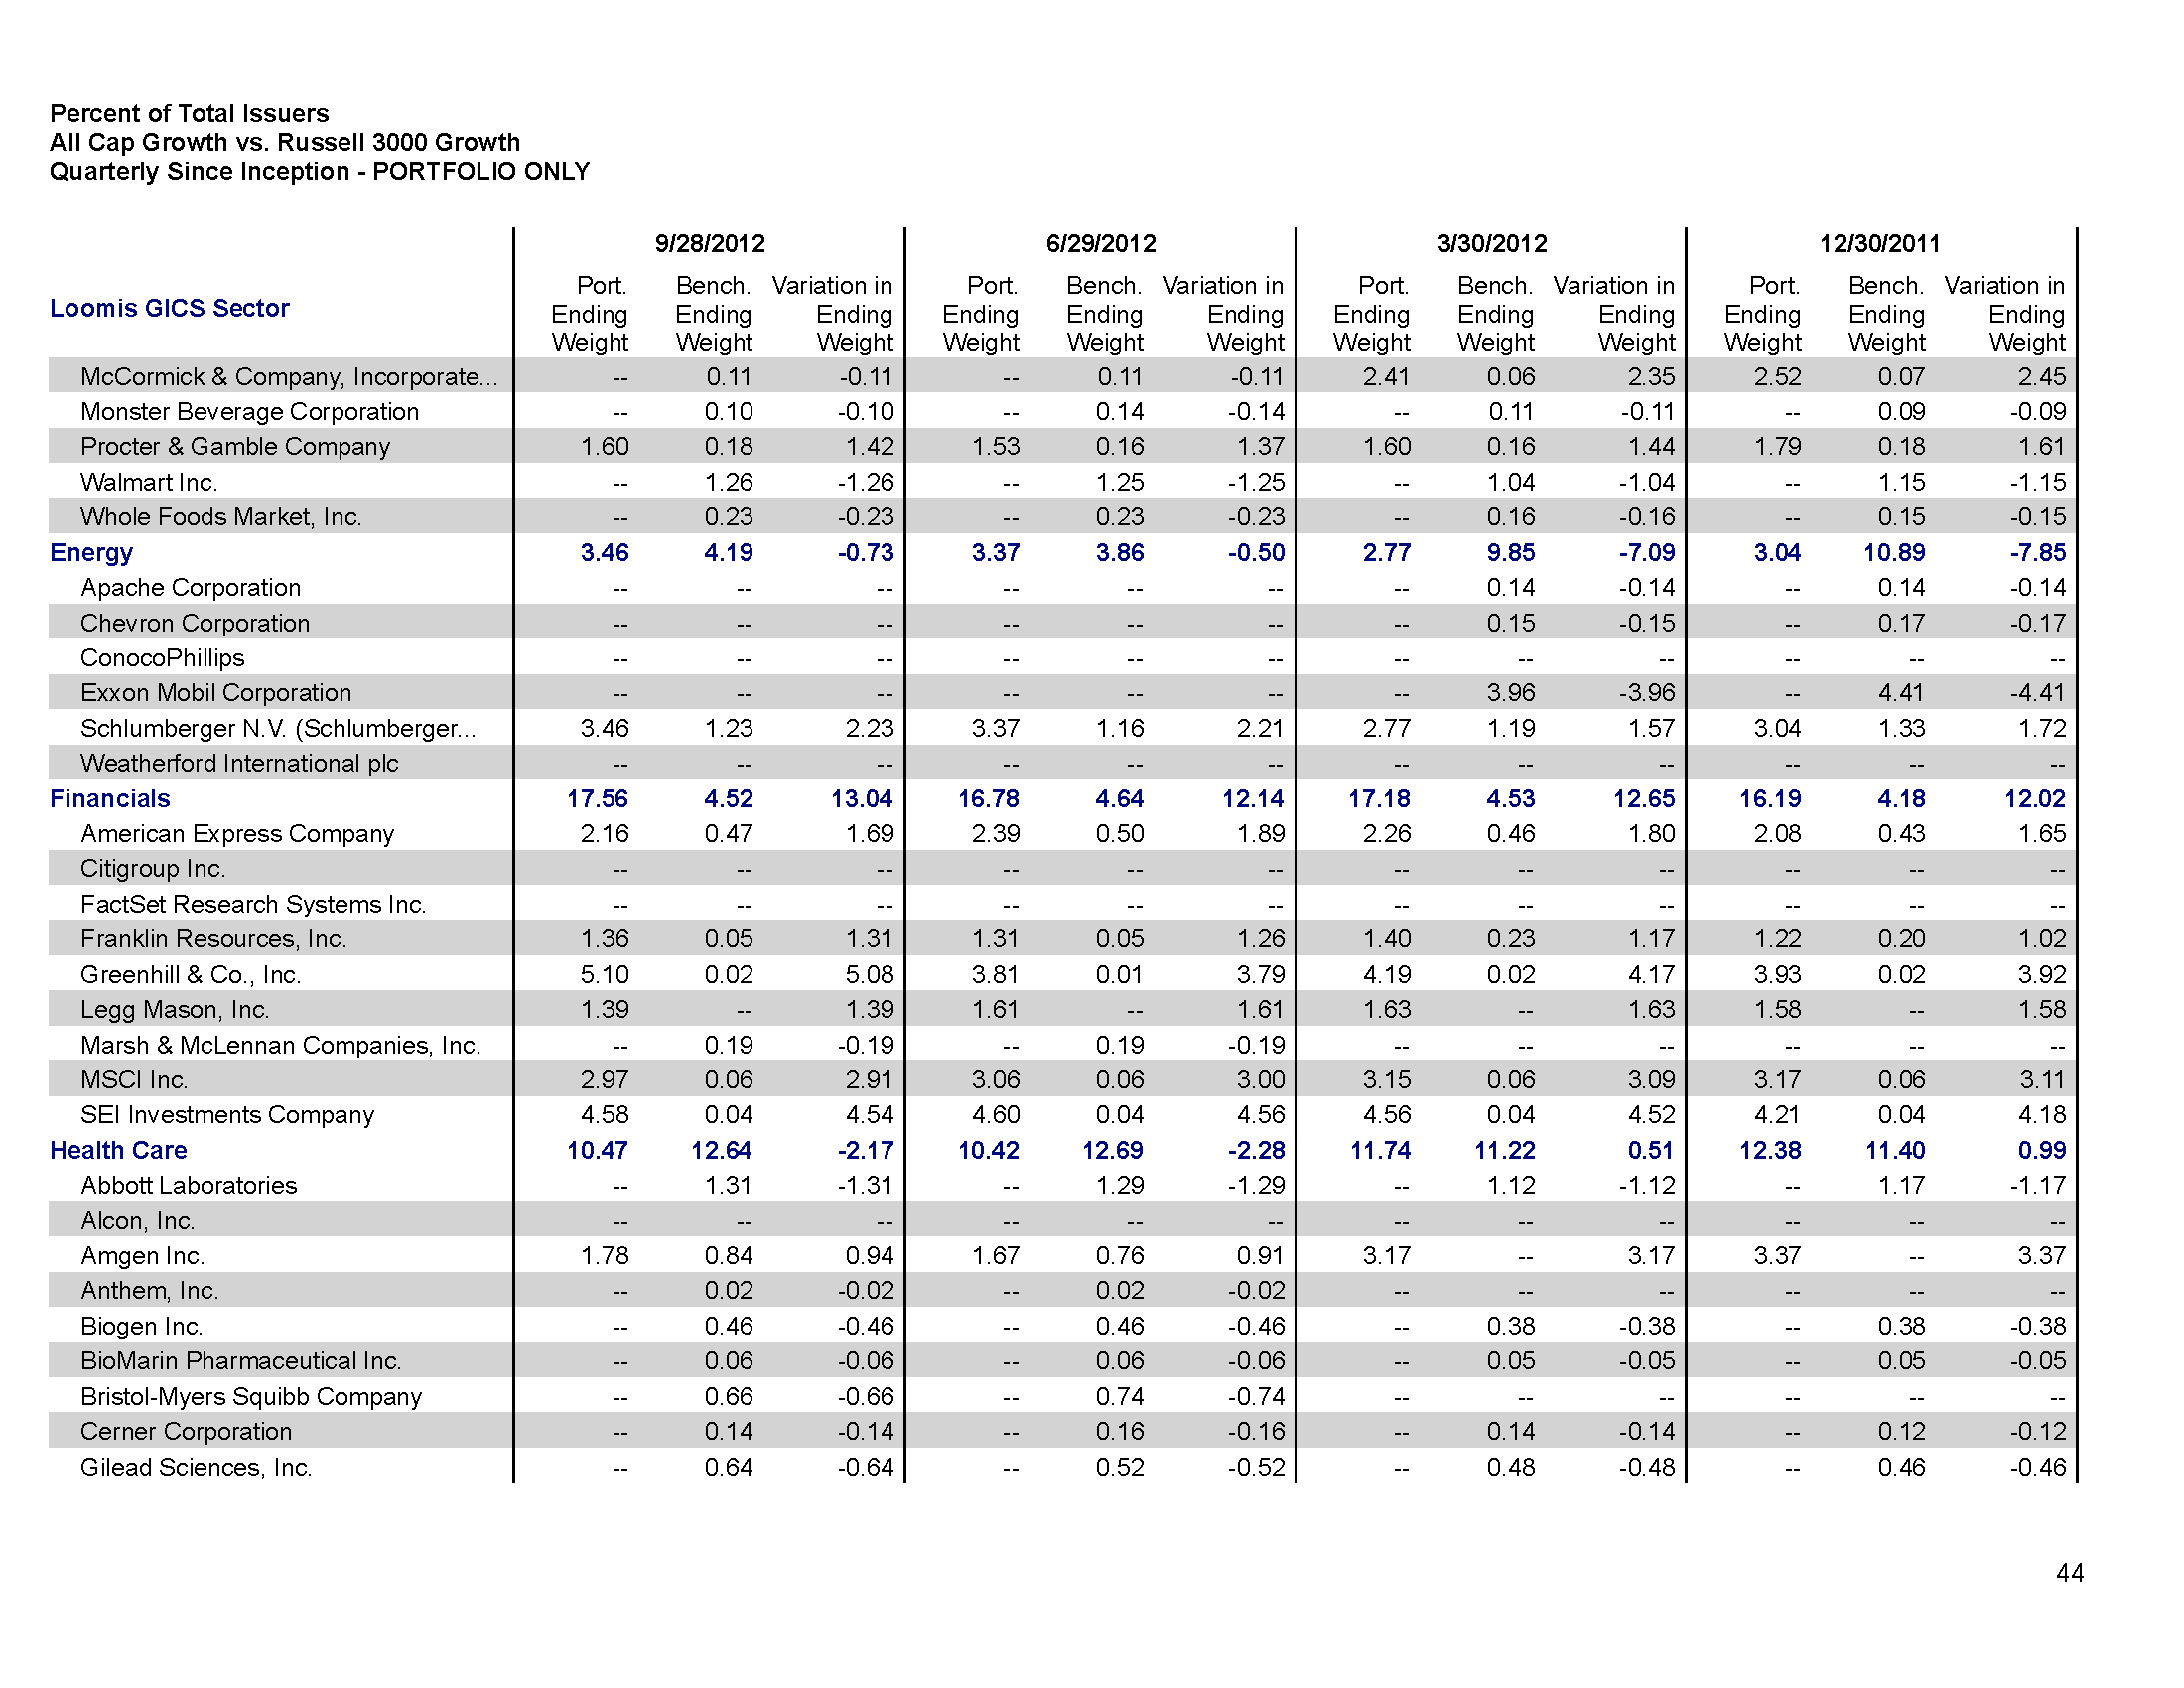 Percent of Total Issuers
All Cap Growth vs. Russell 3000 Growth
Quarterly Since Inception - PORTFOLIO ONLY
9/28/2012 6/29/2012 3/30/2012 12/30/2011
Port. Bench. Variation in Port. Bench. Variation in Port. Bench. Variation in Port. Bench. Variation in
Loomis GICS Sector Ending Ending Ending Ending Ending Ending Ending Ending Ending Ending Ending Ending
Weight Weight Weight Weight Weight Weight Weight Weight Weight Weight Weight Weight
McCormick & Company, Incorporate... -- 0.11 -0.11 -- 0.11 -0.11 2.41 0.06 2.35 2.52 0.07 2.45
Monster Beverage Corporation -- 0.10 -0.10 -- 0.14 -0.14 -- 0.11 -0.11 -- 0.09 -0.09
Procter & Gamble Company 1.60 0.18 1.42 1.53 0.16 1.37 1.60 0.16 1.44 1.79 0.18 1.61
Walmart Inc. -- 1.26 -1.26 -- 1.25 -1.25 -- 1.04 -1.04 -- 1.15 -1.15
Whole Foods Market, Inc. -- 0.23 -0.23 -- 0.23 -0.23 -- 0.16 -0.16 -- 0.15 -0.15
Energy 3.46 4.19 -0.73 3.37 3.86 -0.50 2.77 9.85 -7.09 3.04 10.89 -7.85
Apache Corporation -- -- -- -- -- -- -- 0.14 -0.14 -- 0.14 -0.14
Chevron Corporation -- -- -- -- -- -- -- 0.15 -0.15 -- 0.17 -0.17
ConocoPhillips -- -- -- -- -- -- -- -- -- -- -- --
Exxon Mobil Corporation -- -- -- -- -- -- -- 3.96 -3.96 -- 4.41 -4.41
Schlumberger N.V. (Schlumberger... 3.46 1.23 2.23 3.37 1.16 2.21 2.77 1.19 1.57 3.04 1.33 1.72
Weatherford International plc -- -- -- -- -- -- -- -- -- -- -- --
Financials 17.56 4.52 13.04 16.78 4.64 12.14 17.18 4.53 12.65 16.19 4.18 12.02
American Express Company 2.16 0.47 1.69 2.39 0.50 1.89 2.26 0.46 1.80 2.08 0.43 1.65
Citigroup Inc. -- -- -- -- -- -- -- -- -- -- -- --
FactSet Research Systems Inc. -- -- -- -- -- -- -- -- -- -- -- --
Franklin Resources, Inc. 1.36 0.05 1.31 1.31 0.05 1.26 1.40 0.23 1.17 1.22 0.20 1.02
Greenhill & Co., Inc. 5.10 0.02 5.08 3.81 0.01 3.79 4.19 0.02 4.17 3.93 0.02 3.92
Legg Mason, Inc. 1.39 -- 1.39 1.61 -- 1.61 1.63 -- 1.63 1.58 -- 1.58
Marsh & McLennan Companies, Inc. -- 0.19 -0.19 -- 0.19 -0.19 -- -- -- -- -- --
MSCI Inc. 2.97 0.06 2.91 3.06 0.06 3.00 3.15 0.06 3.09 3.17 0.06 3.11
SEI Investments Company 4.58 0.04 4.54 4.60 0.04 4.56 4.56 0.04 4.52 4.21 0.04 4.18
Health Care 10.47 12.64 -2.17 10.42 12.69 -2.28 11.74 11.22 0.51 12.38 11.40 0.99
Abbott Laboratories -- 1.31 -1.31 -- 1.29 -1.29 -- 1.12 -1.12 -- 1.17 -1.17
Alcon, Inc. -- -- -- -- -- -- -- -- -- -- -- --
Amgen Inc. 1.78 0.84 0.94 1.67 0.76 0.91 3.17 -- 3.17 3.37 -- 3.37
Anthem, Inc. -- 0.02 -0.02 -- 0.02 -0.02 -- -- -- -- -- --
Biogen Inc. -- 0.46 -0.46 -- 0.46 -0.46 -- 0.38 -0.38 -- 0.38 -0.38
BioMarin Pharmaceutical Inc. -- 0.06 -0.06 -- 0.06 -0.06 -- 0.05 -0.05 -- 0.05 -0.05
Bristol-Myers Squibb Company -- 0.66 -0.66 -- 0.74 -0.74 -- -- -- -- -- --
Cerner Corporation -- 0.14 -0.14 -- 0.16 -0.16 -- 0.14 -0.14 -- 0.12 -0.12
Gilead Sciences, Inc. -- 0.64 -0.64 -- 0.52 -0.52 -- 0.48 -0.48 -- 0.46 -0.46
44